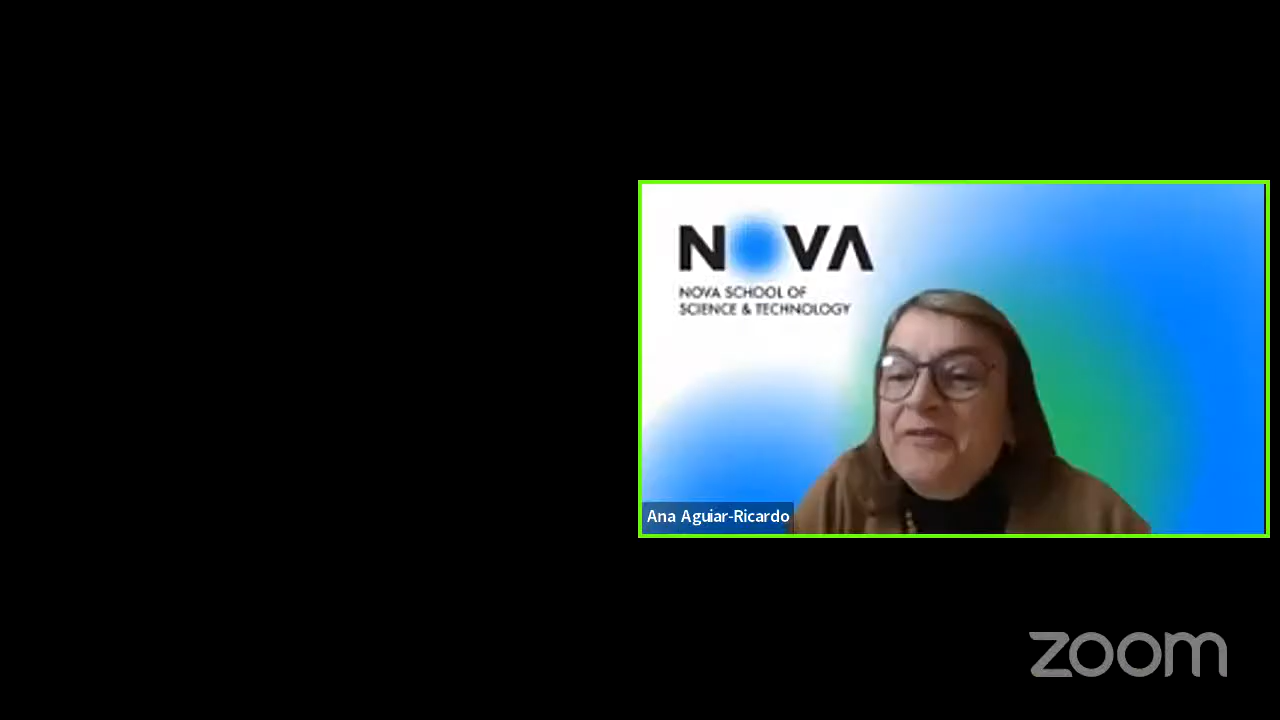 NOVA
NOVA SCHOOL OF
SCIENCE & TECHNOLOGY
Ana Aguiar-Ricardo
zoom